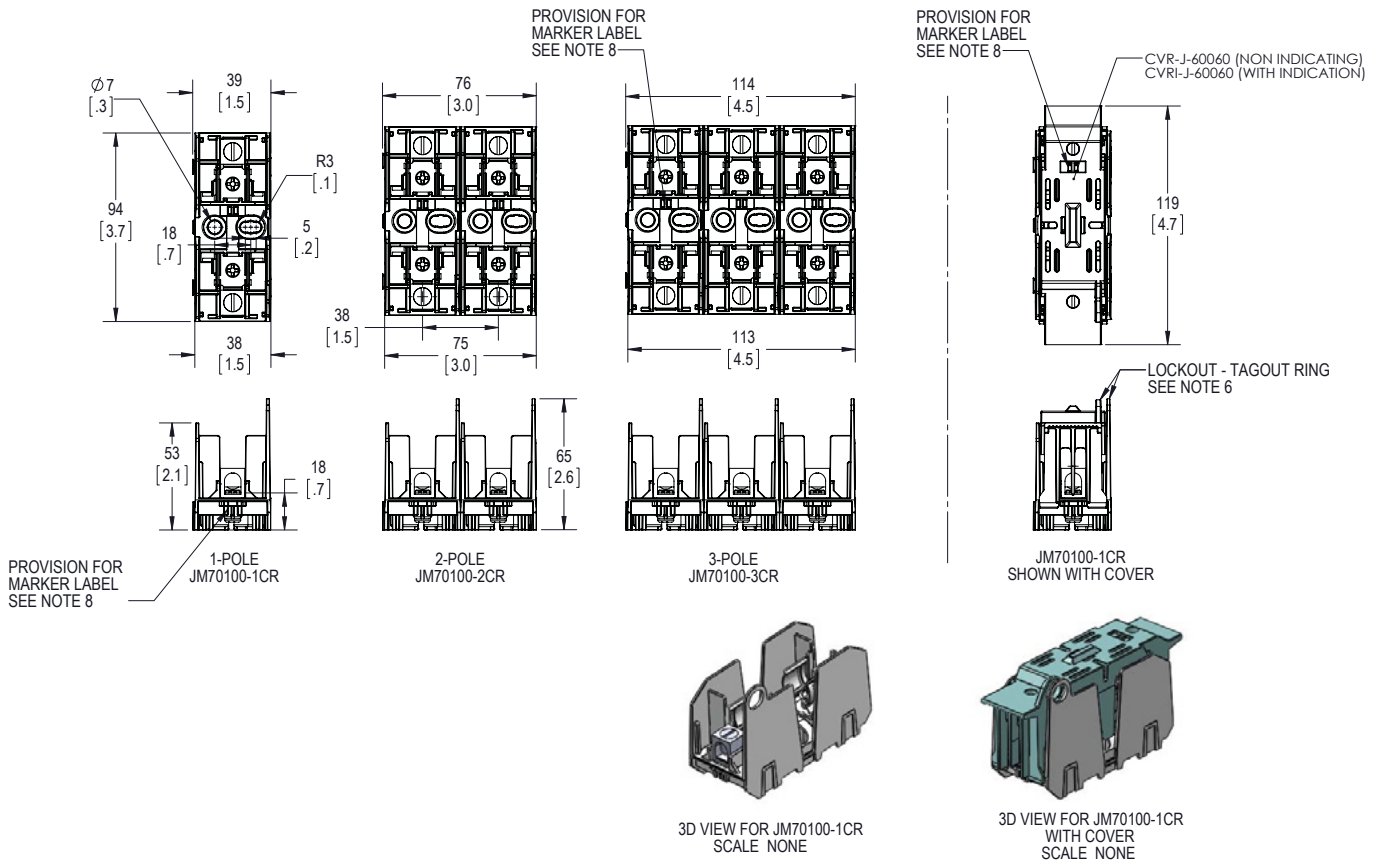 PROVISION FOR
MARKER LABEL
SEE NOTE 8
PROVISION FOR
MARKER LABEL
SEE NOTE 8
CVR-J-60060 (NON INDICATING)
CVRI-J-60060 (WITH INDICATION)
Ø7
[.3]
39
[1.5]
76
[3.0]
114
[4.5]
R3
[.1]
94
[3.7]
18
[.7]
5
[.2]
119
[4.7]
38
[1.5]
38
[1.5]
75
[3.0]
113
[4.5]
LOCKOUT - TAGOUT RING
SEE NOTE 6
53
[2.1]
18
[.7]
65
[2.6]
PROVISION FOR
MARKER LABEL
SEE NOTE 8
1-POLE
JM70100-1CR
2-POLE
JM70100-2CR
3-POLE
JM70100-3CR
JM70100-1CR
SHOWN WITH COVER
3D VIEW FOR JM70100-1CR
SCALE NONE
3D VIEW FOR JM70100-1CR
WITH COVER
SCALE NONE